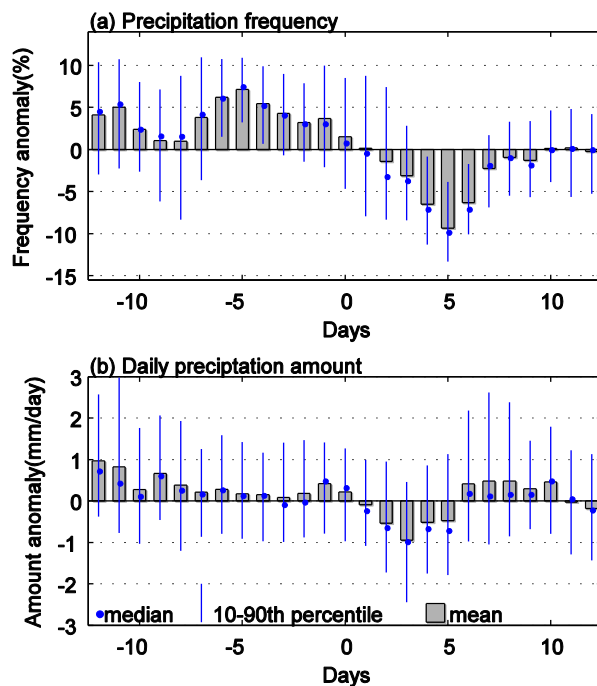 (a) Precipitation frequency
Frequency anomaly(%)
10
5
0
-5
-10
-15
-10 -5 0 5 10
Days
(b) Daily preciptation amount
Amount anomaly(mm/day)
3
2
1
0
-1
-2
-3
median 10-90th percentile mean
-10 -5 0 5 10
Days